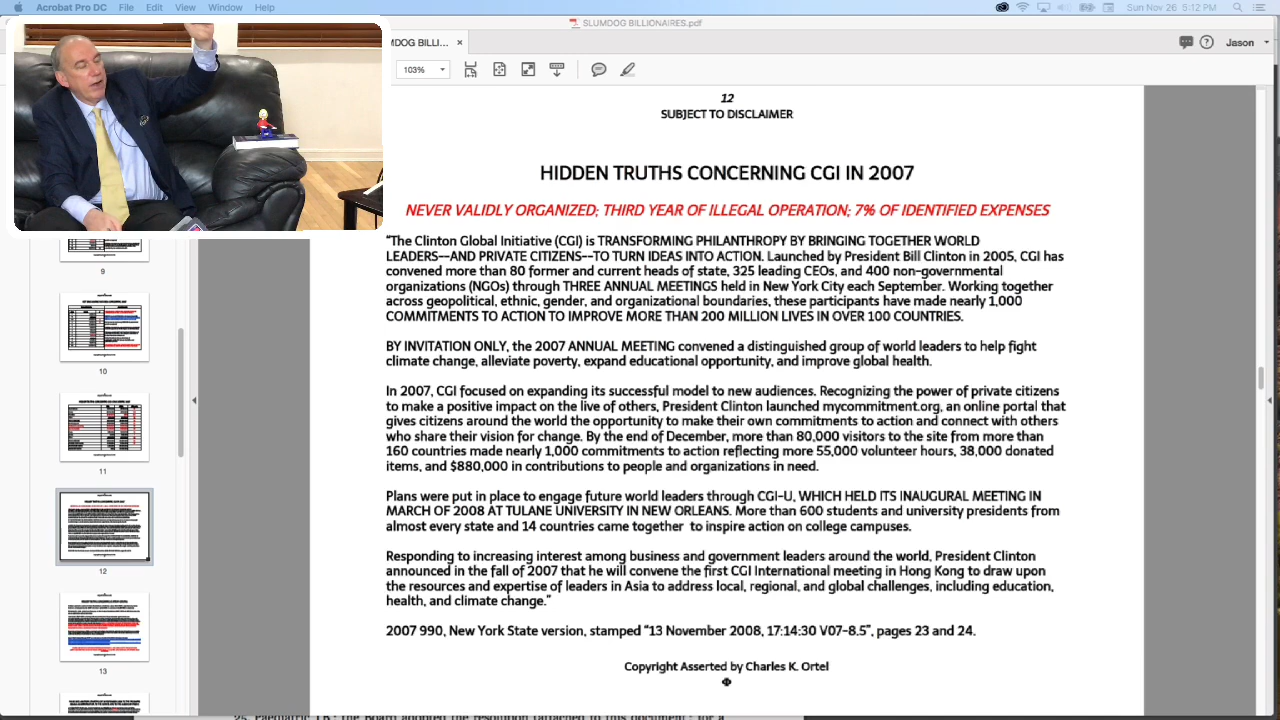 Acrobat Pro DC File Edit View Window Help
Sun Nov 26 5:12 PM
SLUMDOG BILLIONAIRES.pdf
MDOG BILLI... ×
Jason
103%
12
SUBJECT TO DISCLAIMER
HIDDEN TRUTHS CONCERNING CGI IN 2007
NEVER VALIDLY ORGANIZED; THIRD YEAR OF ILLEGAL OPERATION; 7% OF IDENTIFIED EXPENSES
"The Clinton Global Initiative (CGI) is TRANSFORMING PHILANTHROPY BY BRINGING TOGETHER WORLD
LEADERS--AND PRIVATE CITIZENS--TO TURN IDEAS INTO ACTION. Launched by President Bill Clinton in 2005, CGI has
convened more than 80 former and current heads of state, 325 leading CEOs, and 400 non-governmental
organizations (NGOs) through THREE ANNUAL MEETINGS held in New York City each September. Working together
across geopolitical, ethnic, gender, and organizational boundaries, these participants have made nearly 1,000
COMMITMENTS TO ACTION TO IMPROVE MORE THAN 200 MILLION LIVES IN OVER 100 COUNTRIES.
BY INVITATION ONLY, the 2007 ANNUAL MEETING convened a distinguished group of world leaders to help fight
climate change, alleviate poverty, expand educational opportunity, and improve global health.
In 2007, CGI focused on expanding its successful model to new audiences. Recognizing the power of private citizens
to make a positive impact on the live of others, President Clinton launched mycommitment.org, an online portal that
gives citizens around the world the opportunity to make their own commitments to action and connect with others
who share their vision for change. By the end of December, more than 80,000 visitors to the site from more than
160 countries made nearly 1,000 commitments to action reflecting more 55,000 volunteer hours, 38,000 donated
items, and $880,000 in contributions to people and organizations in need.
Plans were put in place to engage future world leaders through CGI-U, WHICH HELD ITS INAUGURAL MEETING IN
MARCH OF 2008 AT TULANE UNIVERSITY IN NEW ORLEANS. More than 600 students and university presidents from
almost every state and 15 countries came together to inspire action on college campuses.
Responding to increasing interest among business and government leaders around the world, President Clinton
announced in the fall of 2007 that he will convene the first CGI International meeting in Hong Kong to draw upon
the resources and expertise of leaders in Asia to address local, regional, and global challenges, including education,
health, and climate change."
2007 990, New York State version, stamped "13 November 2008, 11:14:30 V.07-8.5", pages 23 and 24.
Copyright Asserted by Charles K. Ortel
9
10
11
12
13